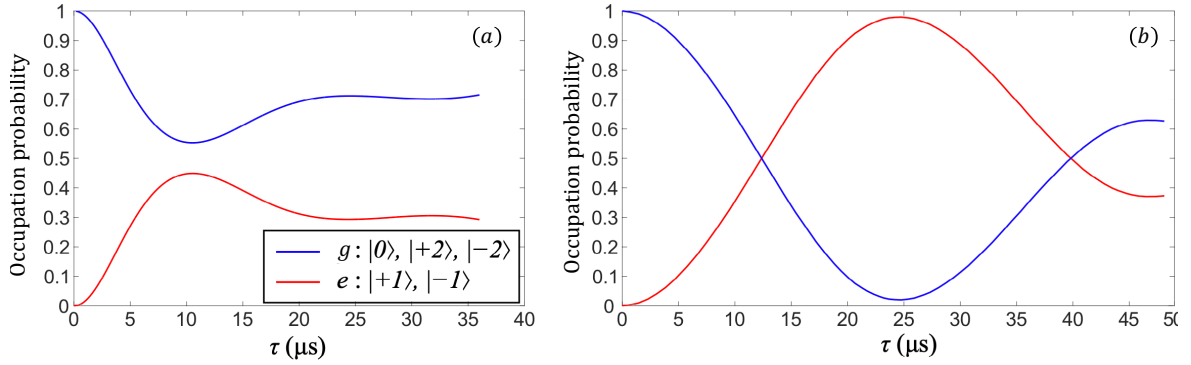 (a)
Occupation probability
1
0.9
0.8
0.7
0.6
0.5
0.4
0.3
0.2
0.1
0
0 5 10 15 20 25 30 35 40
τ (μs)
g : |0⟩, |+2⟩, |−2⟩
e : |+1⟩, |−1⟩
(b)
Occupation probability
1
0.9
0.8
0.7
0.6
0.5
0.4
0.3
0.2
0.1
0
0 5 10 15 20 25 30 35 40 45 50
τ (μs)